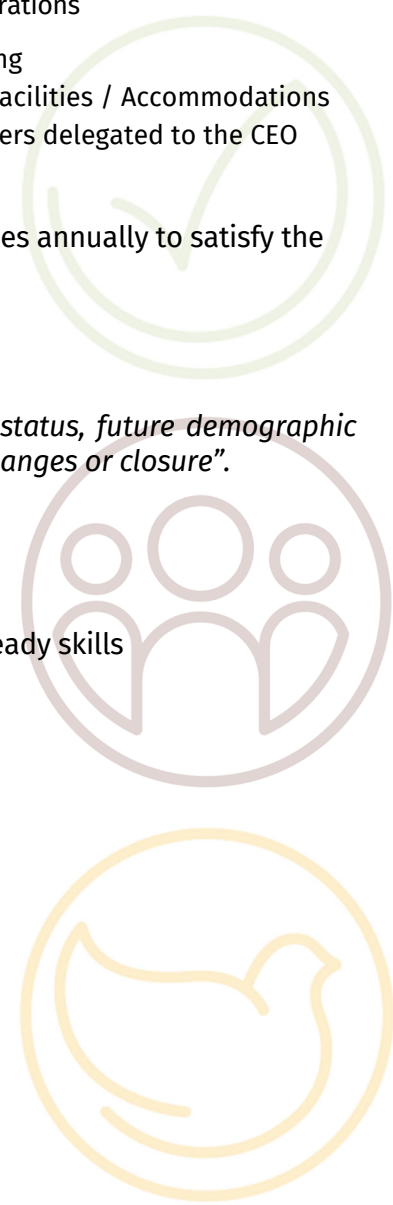 rations
ng
acilities / Accommodations
ers delegated to the CEO
es annually to satisfy the
status, future demographic
anges or closure”.
eady skills